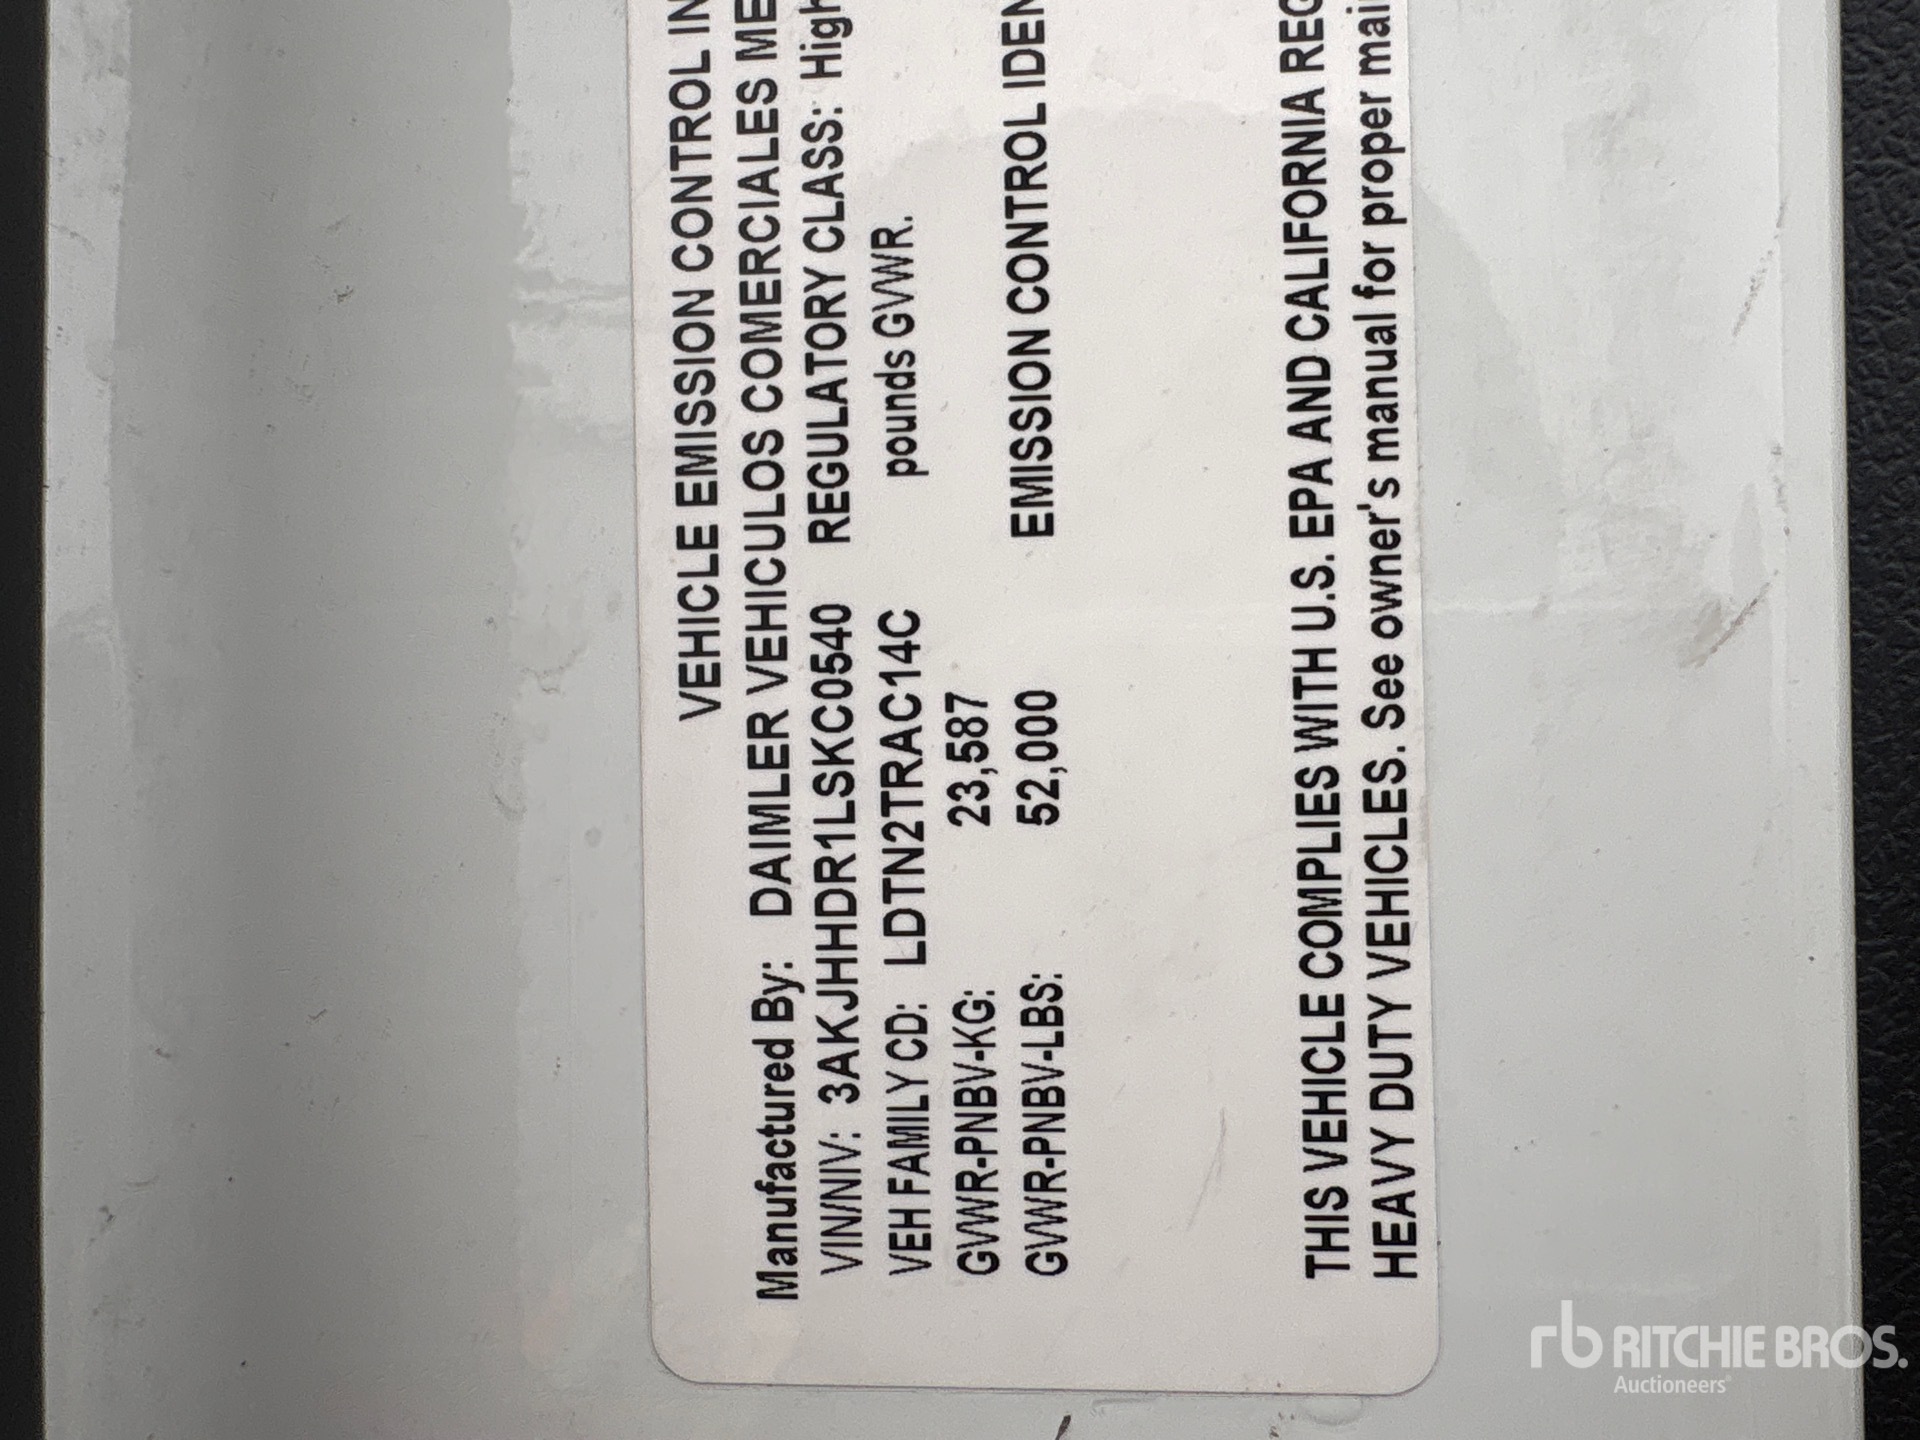 VEHICLE EMISSION CONTROL IN
Manufactured By: DAIMLER VEHICULOS COMERCIALES ME
VIN/NIV: 3AKJHHDR1LSKC0540 REGULATORY CLASS: High
VEH FAMILY CD: LDTN2TRAC14C pounds GVWR.
GVWR-PNBV-KG: 23,587
GVWR-PNBV-LBS: 52,000 EMISSION CONTROL IDEN
THIS VEHICLE COMPLIES WITH U.S. EPA AND CALIFORNIA REG
HEAVY DUTY VEHICLES. See owner's manual for proper mai
rb RITCHIE BROS.
Auctioneers